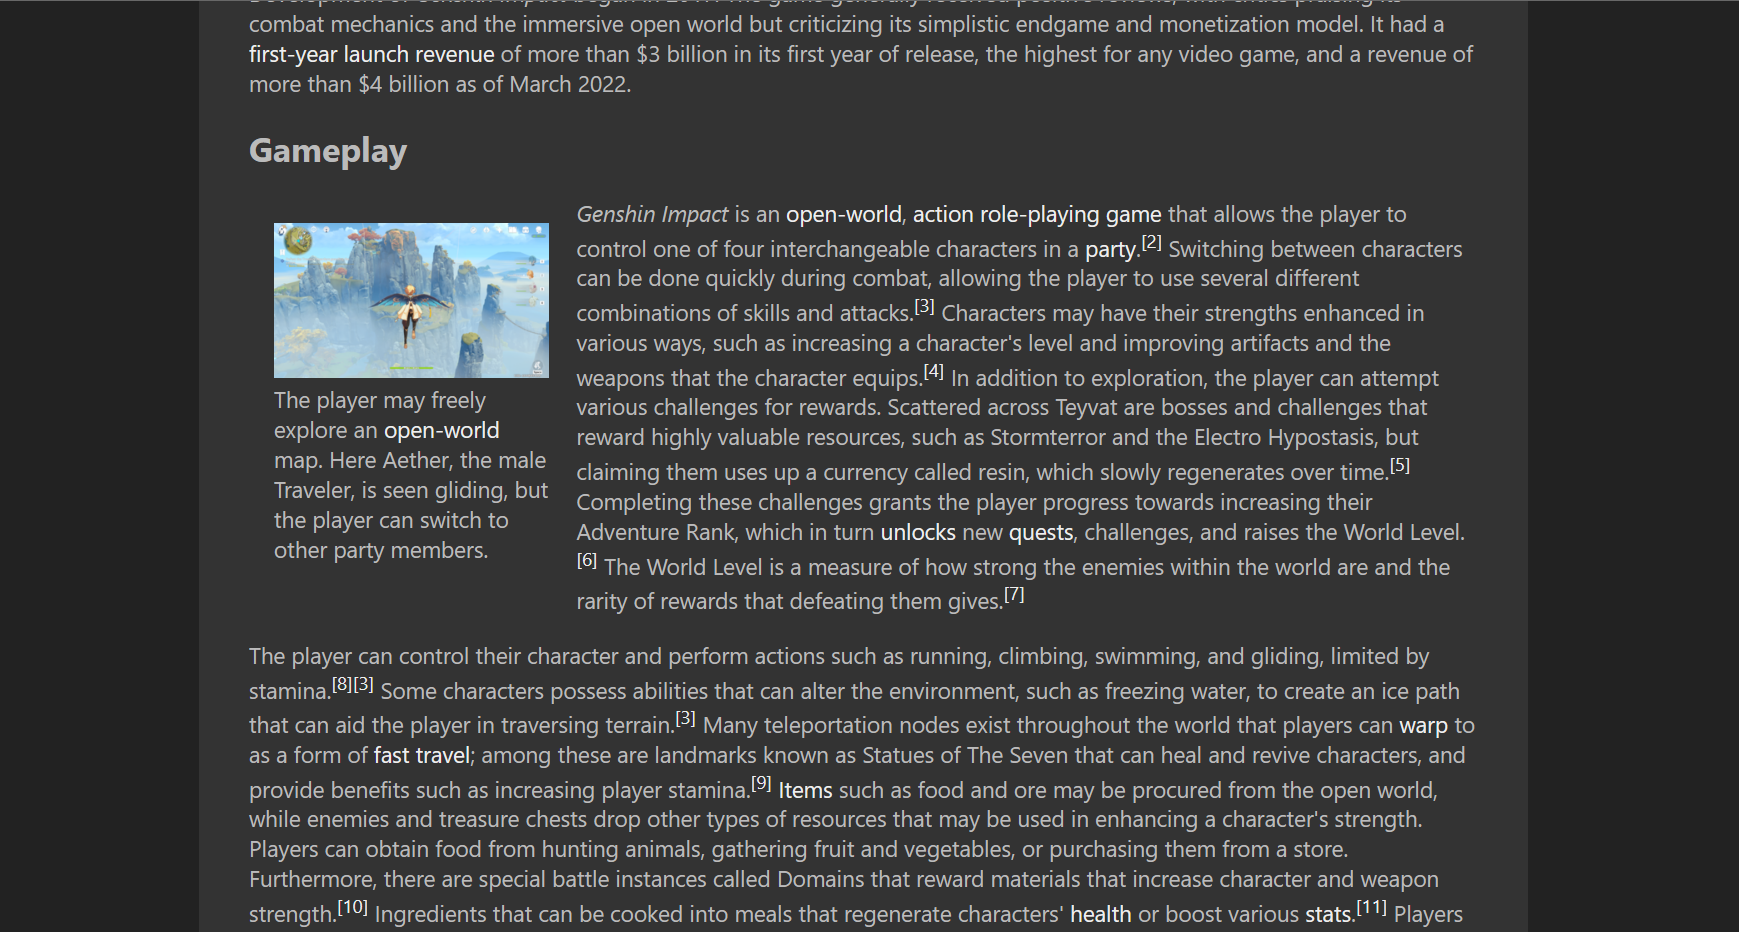 combat mechanics and the immersive open world but criticizing its simplistic endgame and monetization model. It had a
first-year launch revenue of more than $3 billion in its first year of release, the highest for any video game, and a revenue of
more than $4 billion as of March 2022.
Gameplay
The player may freely
explore an open-world
map. Here Aether, the male
Traveler, is seen gliding, but
the player can switch to
other party members.
Genshin Impact is an open-world, action role-playing game that allows the player to
control one of four interchangeable characters in a party.[2] Switching between characters
can be done quickly during combat, allowing the player to use several different
combinations of skills and attacks.[3] Characters may have their strengths enhanced in
various ways, such as increasing a character's level and improving artifacts and the
weapons that the character equips.[4] In addition to exploration, the player can attempt
various challenges for rewards. Scattered across Teyvat are bosses and challenges that
reward highly valuable resources, such as Stormterror and the Electro Hypostasis, but
claiming them uses up a currency called resin, which slowly regenerates over time.[5]
Completing these challenges grants the player progress towards increasing their
Adventure Rank, which in turn unlocks new quests, challenges, and raises the World Level.
[6] The World Level is a measure of how strong the enemies within the world are and the
rarity of rewards that defeating them gives.[7]
The player can control their character and perform actions such as running, climbing, swimming, and gliding, limited by
stamina.[8][3] Some characters possess abilities that can alter the environment, such as freezing water, to create an ice path
that can aid the player in traversing terrain.[3] Many teleportation nodes exist throughout the world that players can warp to
as a form of fast travel; among these are landmarks known as Statues of The Seven that can heal and revive characters, and
provide benefits such as increasing player stamina.[9] Items such as food and ore may be procured from the open world,
while enemies and treasure chests drop other types of resources that may be used in enhancing a character's strength.
Players can obtain food from hunting animals, gathering fruit and vegetables, or purchasing them from a store.
Furthermore, there are special battle instances called Domains that reward materials that increase character and weapon
strength.[10] Ingredients that can be cooked into meals that regenerate characters' health or boost various stats.[11] Players